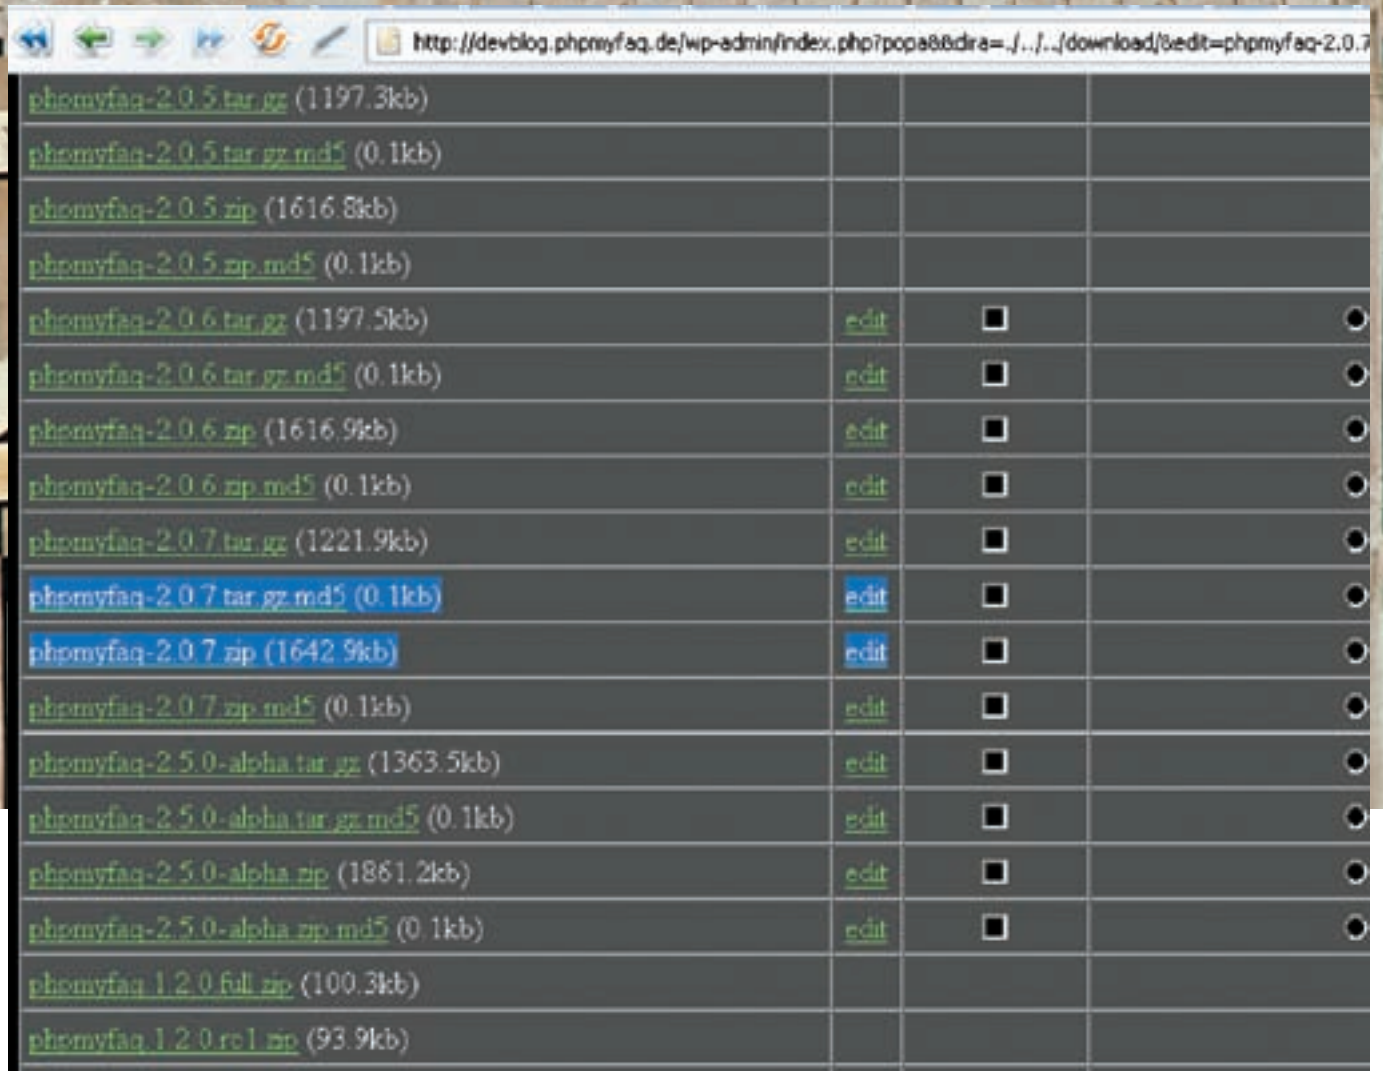 http://devblog.phpmyfaq.de/wp-admin/index.php?popa&&dira=./../../download/&edit=phpmyfaq-2.0.7
phpmyfaq-2.0.5.tar.gz (1197.3kb)
phpmyfaq-2.0.5.tar.gz.md5 (0.1kb)
phpmyfaq-2.0.5.zip (1616.8kb)
phpmyfaq-2.0.5.zip.md5 (0.1kb)
phpmyfaq-2.0.6.tar.gz (1197.5kb) edit
phpmyfaq-2.0.6.tar.gz.md5 (0.1kb) edit
phpmyfaq-2.0.6.zip (1616.9kb) edit
phpmyfaq-2.0.6.zip.md5 (0.1kb) edit
phpmyfaq-2.0.7.tar.gz (1221.9kb) edit
phpmyfaq-2.0.7.tar.gz.md5 (0.1kb) edit
phpmyfaq-2.0.7.zip (1642.9kb) edit
phpmyfaq-2.0.7.zip.md5 (0.1kb) edit
phpmyfaq-2.5.0-alpha.tar.gz (1363.5kb) edit
phpmyfaq-2.5.0-alpha.tar.gz.md5 (0.1kb) edit
phpmyfaq-2.5.0-alpha.zip (1861.2kb) edit
phpmyfaq-2.5.0-alpha.zip.md5 (0.1kb) edit
phpmyfaq.1.2.0.full.zip (100.3kb)
phpmyfaq.1.2.0.rc1.zip (93.9kb)